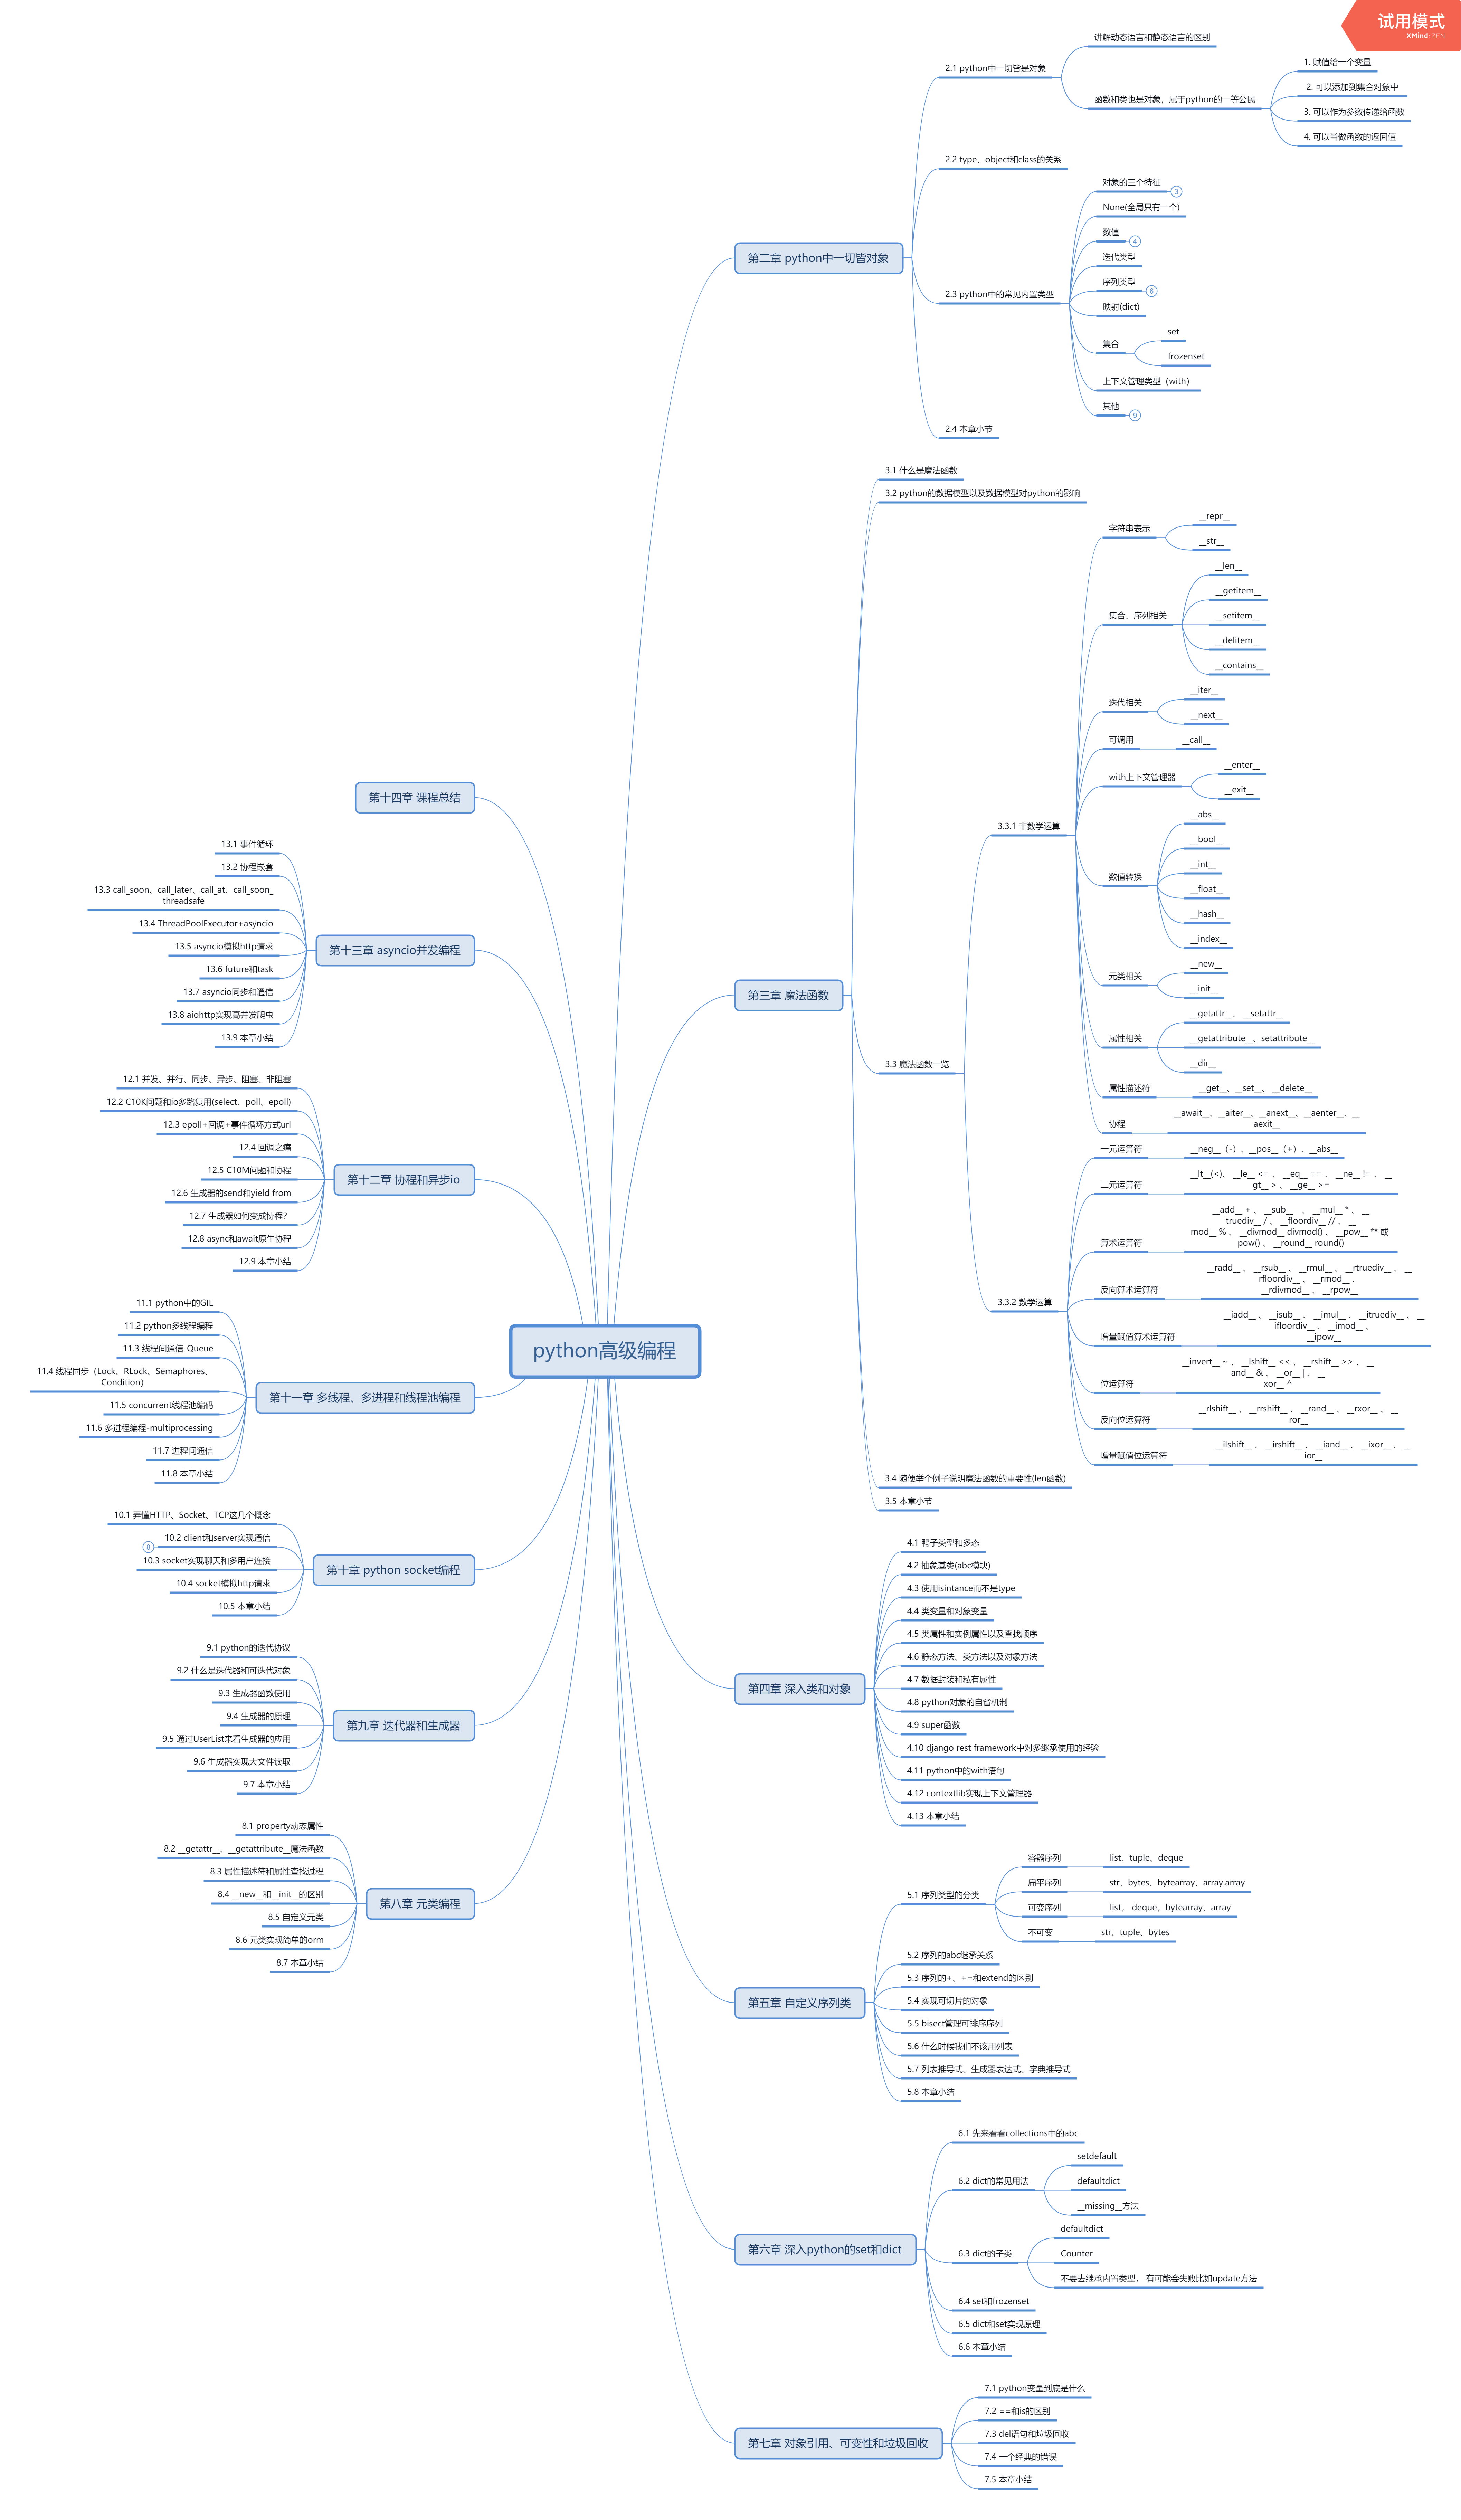 试用模式
XMind:ZEN
python高级编程
第二章 python中一切皆对象
2.1 python中一切皆是对象
讲解动态语言和静态语言的区别
函数和类也是对象，属于python的一等公民
1. 赋值给一个变量
2. 可以添加到集合对象中
3. 可以作为参数传递给函数
4. 可以当做函数的返回值
2.2 type、object和class的关系
2.3 python中的常见内置类型
对象的三个特征
3
None(全局只有一个)
数值
4
迭代类型
序列类型
6
映射(dict)
集合
set
frozenset
上下文管理类型（with）
其他
9
2.4 本章小节
第三章 魔法函数
3.1 什么是魔法函数
3.2 python的数据模型以及数据模型对python的影响
3.3 魔法函数一览
3.3.1 非数学运算
字符串表示
__repr__
__str__
集合、序列相关
__len__
__getitem__
__setitem__
__delitem__
__contains__
迭代相关
__iter__
__next__
可调用
__call__
with上下文管理器
__enter__
__exit__
数值转换
__abs__
__bool__
__int__
__float__
__hash__
__index__
元类相关
__new__
__init__
属性相关
__getattr__、 __setattr__
__getattribute__、setattribute__
__dir__
属性描述符
__get__、__set__、 __delete__
协程
__await__、__aiter__、__anext__、__aenter__、__
aexit__
3.3.2 数学运算
一元运算符
__neg__（-）、__pos__（+）、__abs__
二元运算符
__lt__(<)、 __le__ <= 、 __eq__ == 、 __ne__ != 、 __
gt__ > 、 __ge__ >=
算术运算符
__add__ + 、 __sub__ - 、 __mul__ * 、 __
truediv__ / 、 __floordiv__ // 、 __
mod__ % 、 __divmod__ divmod() 、 __pow__ ** 或
pow() 、 __round__ round()
反向算术运算符
__radd__ 、 __rsub__ 、 __rmul__ 、 __rtruediv__ 、 __
rfloordiv__ 、 __rmod__ 、
__rdivmod__ 、 __rpow__
增量赋值算术运算符
__iadd__ 、 __isub__ 、 __imul__ 、 __itruediv__ 、 __
ifloordiv__ 、 __imod__ 、
__ipow__
位运算符
__invert__ ~ 、 __lshift__ << 、 __rshift__ >> 、 __
and__ & 、 __or__ | 、 __
xor__ ^
反向位运算符
__rlshift__ 、 __rrshift__ 、 __rand__ 、 __rxor__ 、 __
ror__
增量赋值位运算符
__ilshift__ 、 __irshift__ 、 __iand__ 、 __ixor__ 、 __
ior__
3.4 随便举个例子说明魔法函数的重要性(len函数)
3.5 本章小节
第四章 深入类和对象
4.1 鸭子类型和多态
4.2 抽象基类(abc模块)
4.3 使用isintance而不是type
4.4 类变量和对象变量
4.5 类属性和实例属性以及查找顺序
4.6 静态方法、类方法以及对象方法
4.7 数据封装和私有属性
4.8 python对象的自省机制
4.9 super函数
4.10 django rest framework中对多继承使用的经验
4.11 python中的with语句
4.12 contextlib实现上下文管理器
4.13 本章小结
第五章 自定义序列类
5.1 序列类型的分类
容器序列
list、tuple、deque
扁平序列
str、bytes、bytearray、array.array
可变序列
list， deque，bytearray、array
不可变
str、tuple、bytes
5.2 序列的abc继承关系
5.3 序列的+、+=和extend的区别
5.4 实现可切片的对象
5.5 bisect管理可排序序列
5.6 什么时候我们不该用列表
5.7 列表推导式、生成器表达式、字典推导式
5.8 本章小结
第六章 深入python的set和dict
6.1 先来看看collections中的abc
6.2 dict的常见用法
setdefault
defaultdict
__missing__方法
6.3 dict的子类
defaultdict
Counter
不要去继承内置类型， 有可能会失败比如update方法
6.4 set和frozenset
6.5 dict和set实现原理
6.6 本章小结
第七章 对象引用、可变性和垃圾回收
7.1 python变量到底是什么
7.2 ==和is的区别
7.3 del语句和垃圾回收
7.4 一个经典的错误
7.5 本章小结
第八章 元类编程
8.1 property动态属性
8.2 __getattr__、__getattribute__魔法函数
8.3 属性描述符和属性查找过程
8.4 __new__和__init__的区别
8.5 自定义元类
8.6 元类实现简单的orm
8.7 本章小结
第九章 迭代器和生成器
9.1 python的迭代协议
9.2 什么是迭代器和可迭代对象
9.3 生成器函数使用
9.4 生成器的原理
9.5 通过UserList来看生成器的应用
9.6 生成器实现大文件读取
9.7 本章小结
第十章 python socket编程
10.1 弄懂HTTP、Socket、TCP这几个概念
10.2 client和server实现通信
8
10.3 socket实现聊天和多用户连接
10.4 socket模拟http请求
10.5 本章小结
第十一章 多线程、多进程和线程池编程
11.1 python中的GIL
11.2 python多线程编程
11.3 线程间通信-Queue
11.4 线程同步（Lock、RLock、Semaphores、
Condition）
11.5 concurrent线程池编码
11.6 多进程编程-multiprocessing
11.7 进程间通信
11.8 本章小结
第十二章 协程和异步io
12.1 并发、并行、同步、异步、阻塞、非阻塞
12.2 C10K问题和io多路复用(select、poll、epoll)
12.3 epoll+回调+事件循环方式url
12.4 回调之痛
12.5 C10M问题和协程
12.6 生成器的send和yield from
12.7 生成器如何变成协程?
12.8 async和await原生协程
12.9 本章小结
第十三章 asyncio并发编程
13.1 事件循环
13.2 协程嵌套
13.3 call_soon、call_later、call_at、call_soon_
threadsafe
13.4 ThreadPoolExecutor+asyncio
13.5 asyncio模拟http请求
13.6 future和task
13.7 asyncio同步和通信
13.8 aiohttp实现高并发爬虫
13.9 本章小结
第十四章 课程总结